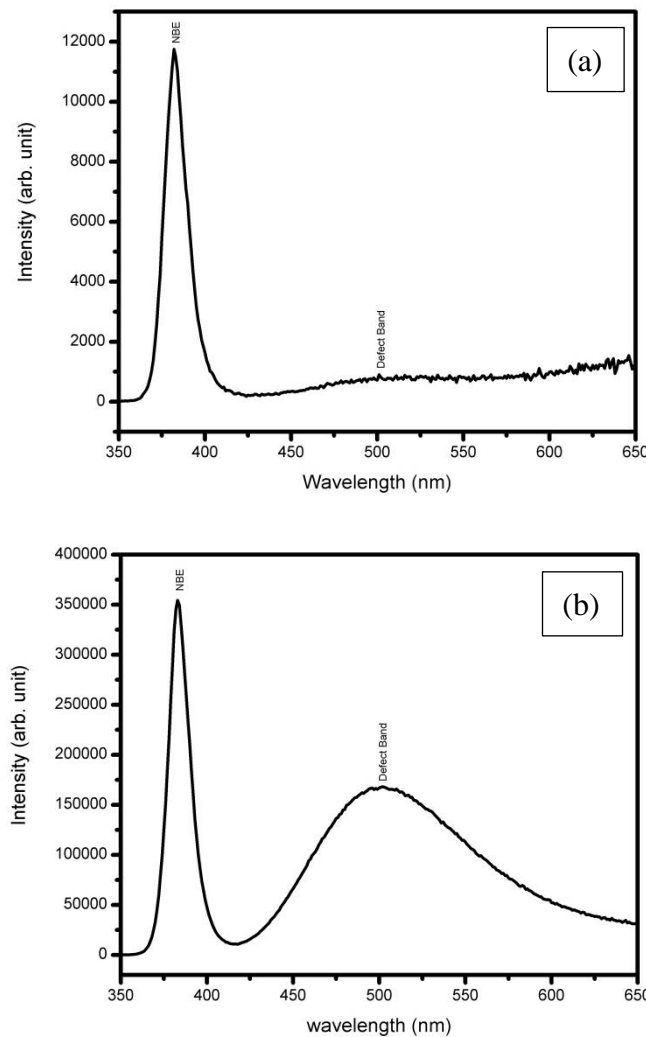 NBE
(a)
12000
10000
8000
6000
4000
2000
0
Intensity (arb. unit)
Defect Band
350 400 450 500 550 600 650
Wavelength (nm)
NBE
(b)
400000
350000
300000
250000
200000
150000
100000
50000
0
Intensity (arb. unit)
Defect Band
350 400 450 500 550 600 650
wavelength (nm)